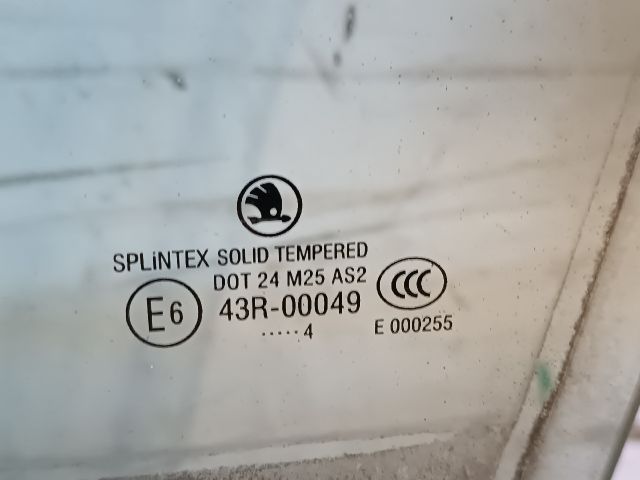 SPLiNTEX SOLID TEMPERED
DOT 24 M25 AS2
E6 43R-00049 CCC
..... 4 E 000255